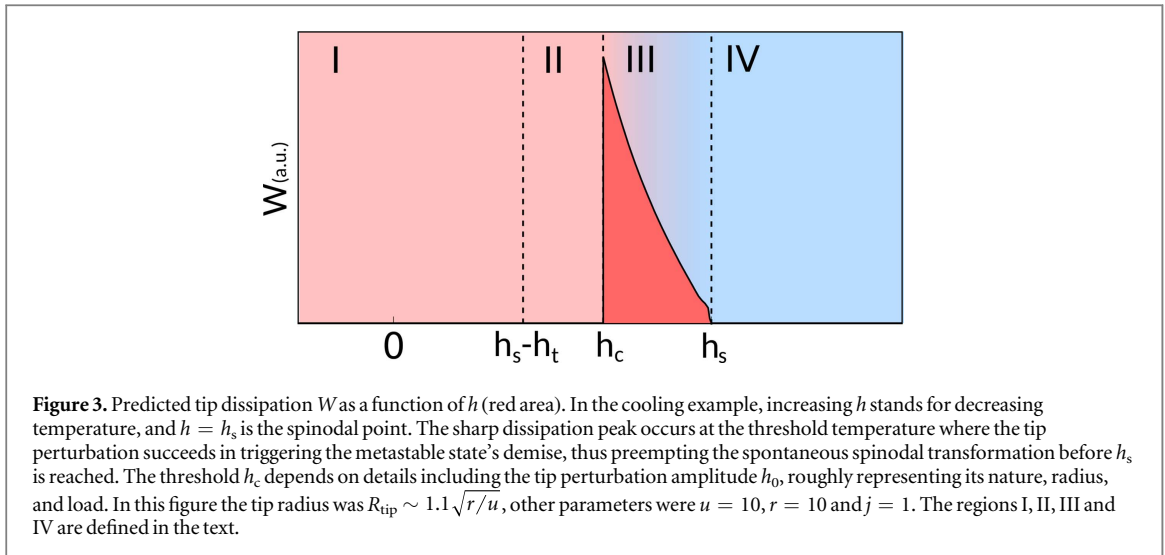 I II III IV
W(a.u.)
0 hs-ht hc hs
Figure 3. Predicted tip dissipation W as a function of h (red area). In the cooling example, increasing h stands for decreasing
temperature, and h = hs is the spinodal point. The sharp dissipation peak occurs at the threshold temperature where the tip
perturbation succeeds in triggering the metastable state's demise, thus preempting the spontaneous spinodal transformation before hs
is reached. The threshold hc depends on details including the tip perturbation amplitude h0, roughly representing its nature, radius,
and load. In this figure the tip radius was Rtip ∼ 1.1√r/u, other parameters were u = 10, r = 10 and j = 1. The regions I, II, III and
IV are defined in the text.